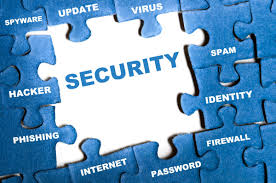 UPDATE
VIRUS
SPYWARE
SPAM
SECURITY
HACKER
IDENTITY
PHISHING
FIREWALL
INTERNET
PASSWORD